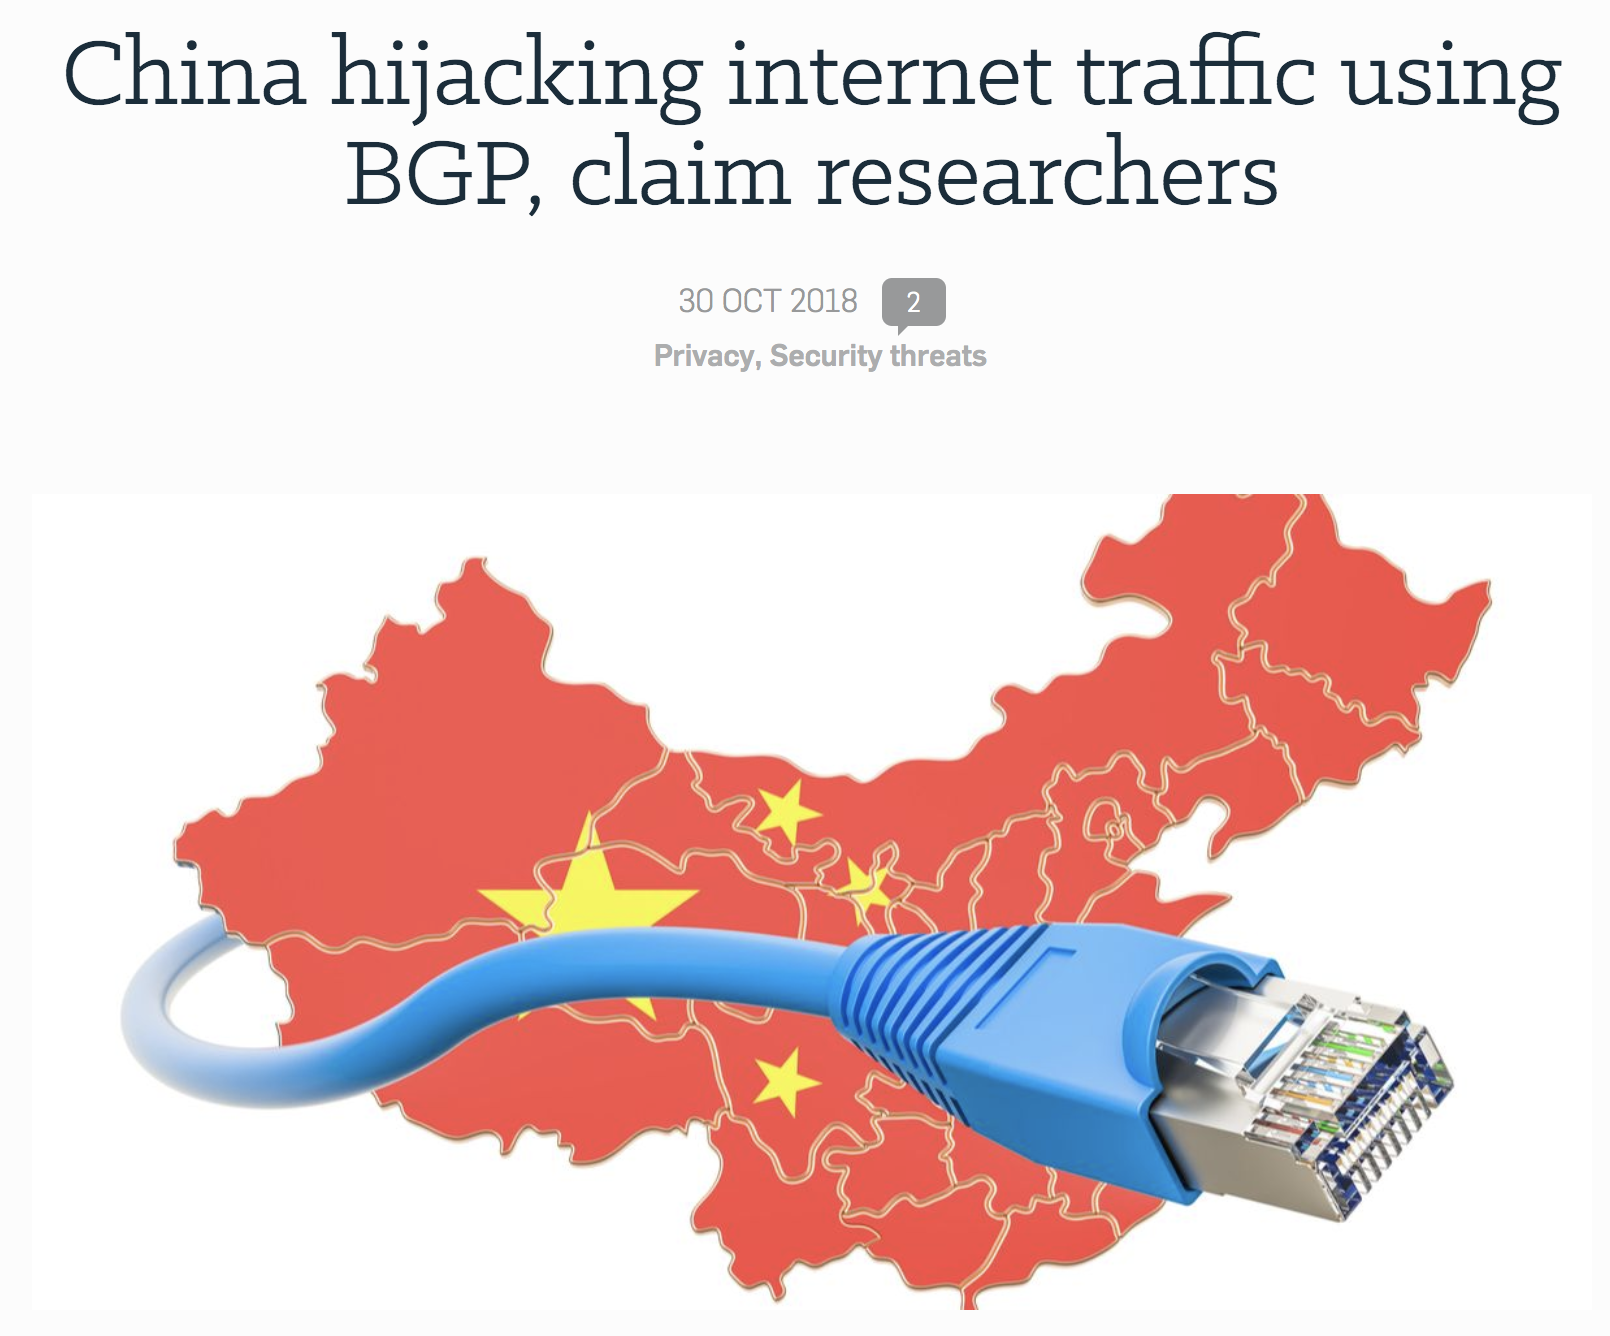 China hijacking internet traffic using
BGP, claim researchers
30 OCT 2018 2
Privacy, Security threats